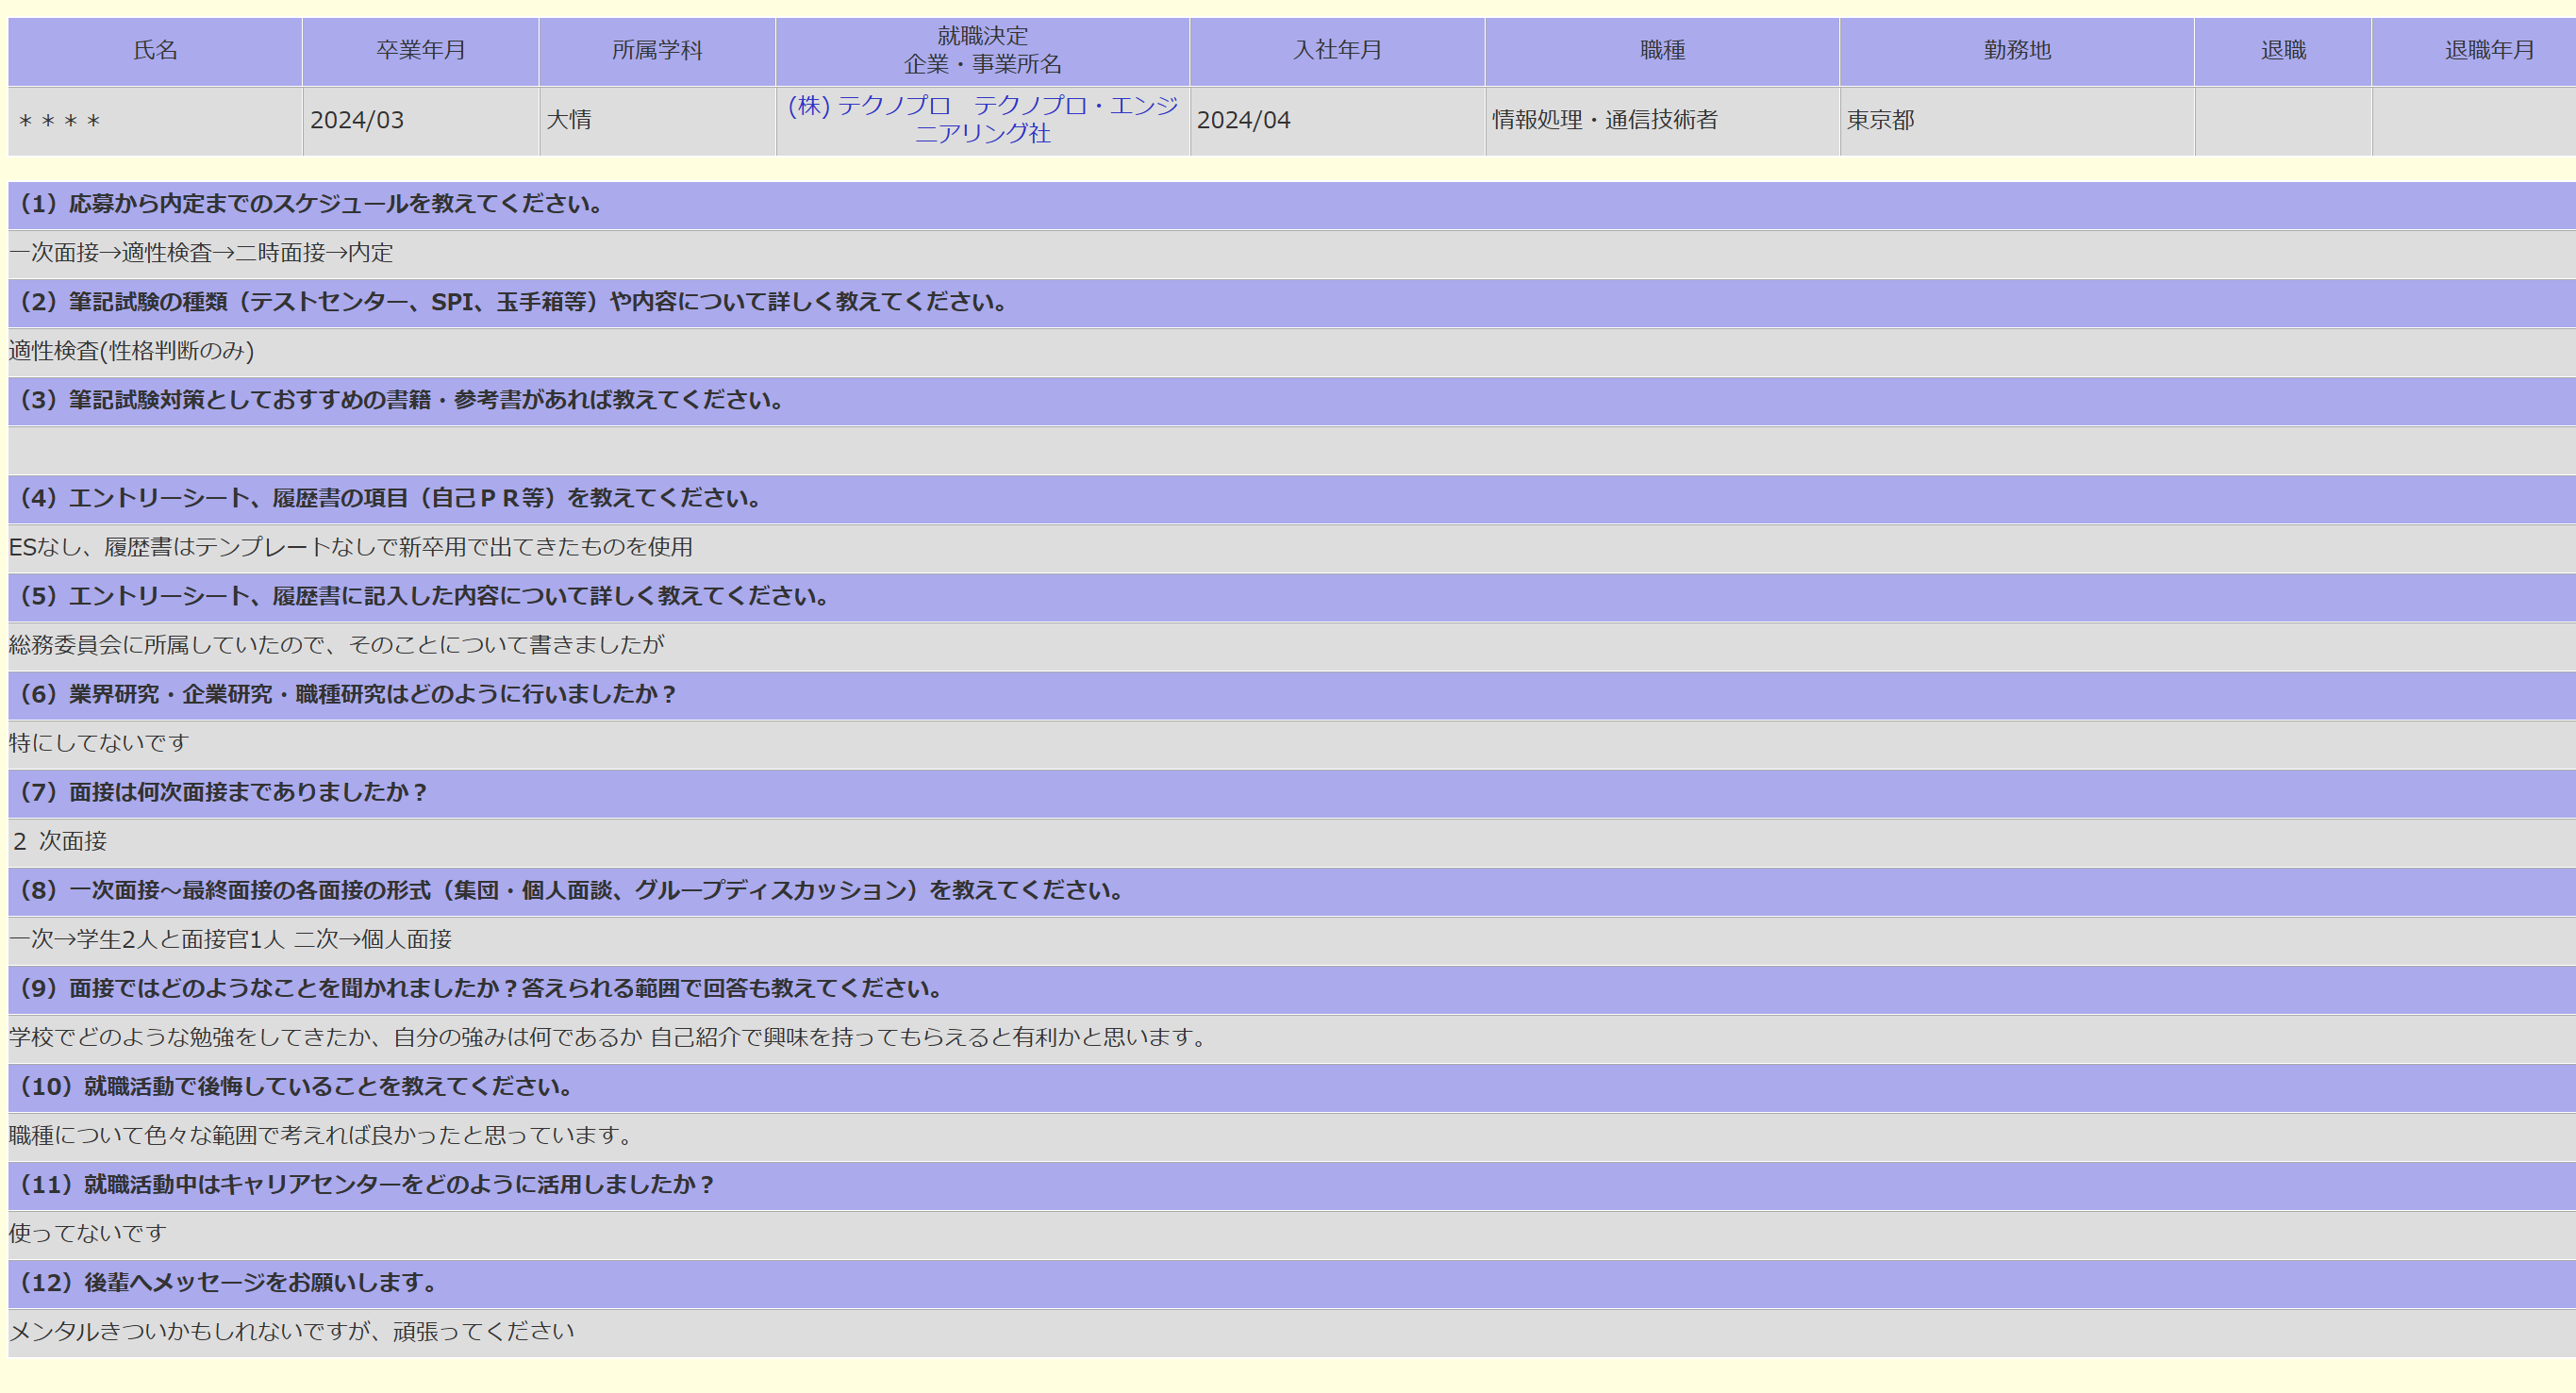 氏名 卒業年月 所属学科 就職決定 企業・事業所名 入社年月 職種 勤務地 退職 退職年月
＊＊＊＊ 2024/03 大情 (株) テクノプロ　テクノプロ・エンジニアリング社 2024/04 情報処理・通信技術者 東京都
（1）応募から内定までのスケジュールを教えてください。
一次面接→適性検査→二時面接→内定
（2）筆記試験の種類（テストセンター、SPI、玉手箱等）や内容について詳しく教えてください。
適性検査(性格判断のみ)
（3）筆記試験対策としておすすめの書籍・参考書があれば教えてください。
（4）エントリーシート、履歴書の項目（自己ＰＲ等）を教えてください。
ESなし、履歴書はテンプレートなしで新卒用で出てきたものを使用
（5）エントリーシート、履歴書に記入した内容について詳しく教えてください。
総務委員会に所属していたので、そのことについて書きましたが
（6）業界研究・企業研究・職種研究はどのように行いましたか？
特にしてないです
（7）面接は何次面接までありましたか？
２次面接
（8）一次面接～最終面接の各面接の形式（集団・個人面談、グループディスカッション）を教えてください。
一次→学生2人と面接官1人 二次→個人面接
（9）面接ではどのようなことを聞かれましたか？答えられる範囲で回答も教えてください。
学校でどのような勉強をしてきたか、自分の強みは何であるか 自己紹介で興味を持ってもらえると有利かと思います。
（10）就職活動で後悔していることを教えてください。
職種について色々な範囲で考えれば良かったと思っています。
（11）就職活動中はキャリアセンターをどのように活用しましたか？
使ってないです
（12）後輩へメッセージをお願いします。
メンタルきついかもしれないですが、頑張ってください